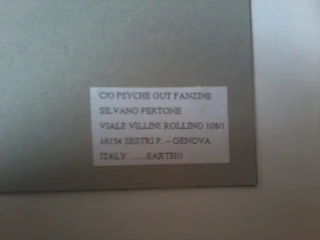 C/O PSYCHE OUT FANZINE
SILVANO PERTONE
VIALE VILLINI ROLLINO 108/1
16154 SESTRI P. – GENOVA
ITALY ......EARTH!!